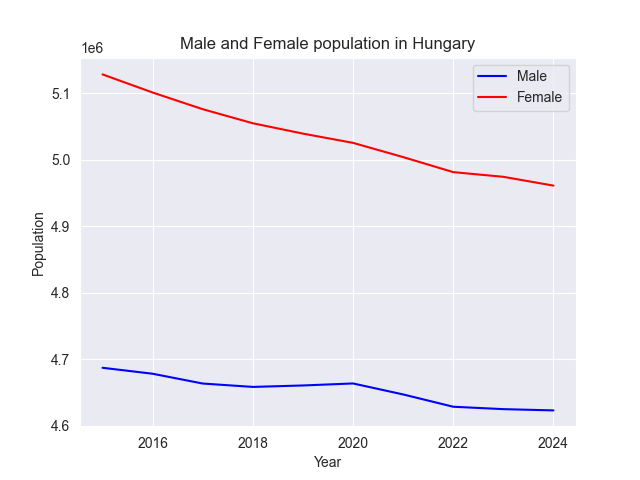 Male and Female population in Hungary
1e6
Male
Female
5.1
5.0
4.9
4.8
4.7
4.6
Population
2016 2018 2020 2022 2024
Year